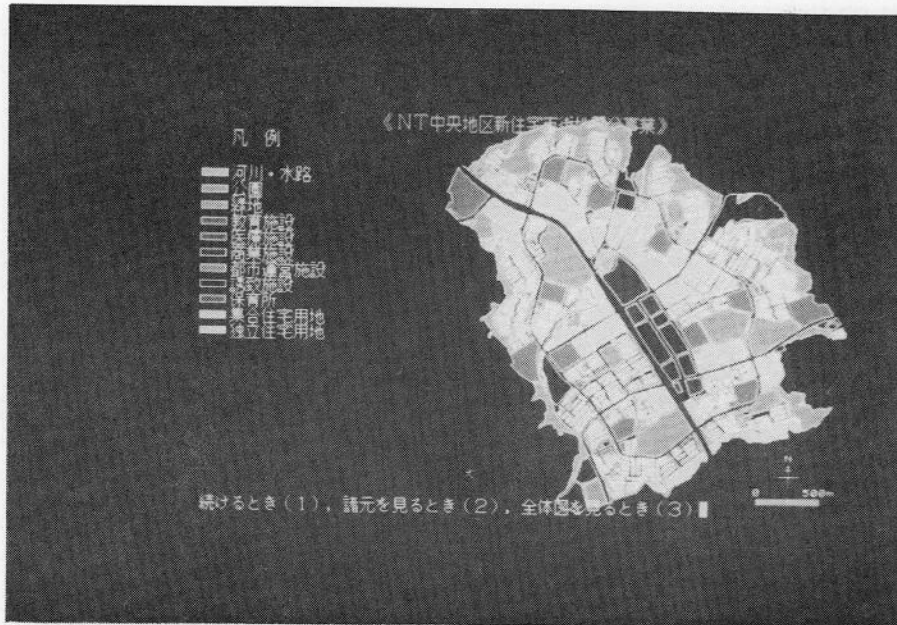 《NT中央地区新住宅市街地開発事業》
凡 例
河川・水路
公園
緑地
教育施設
医療施設
商業施設
都市運営施設
誘致施設
保育所
集合住宅用地
独立住宅用地
N
0 500m
続けるとき(1),諸元を見るとき(2),全体図を見るとき(3)